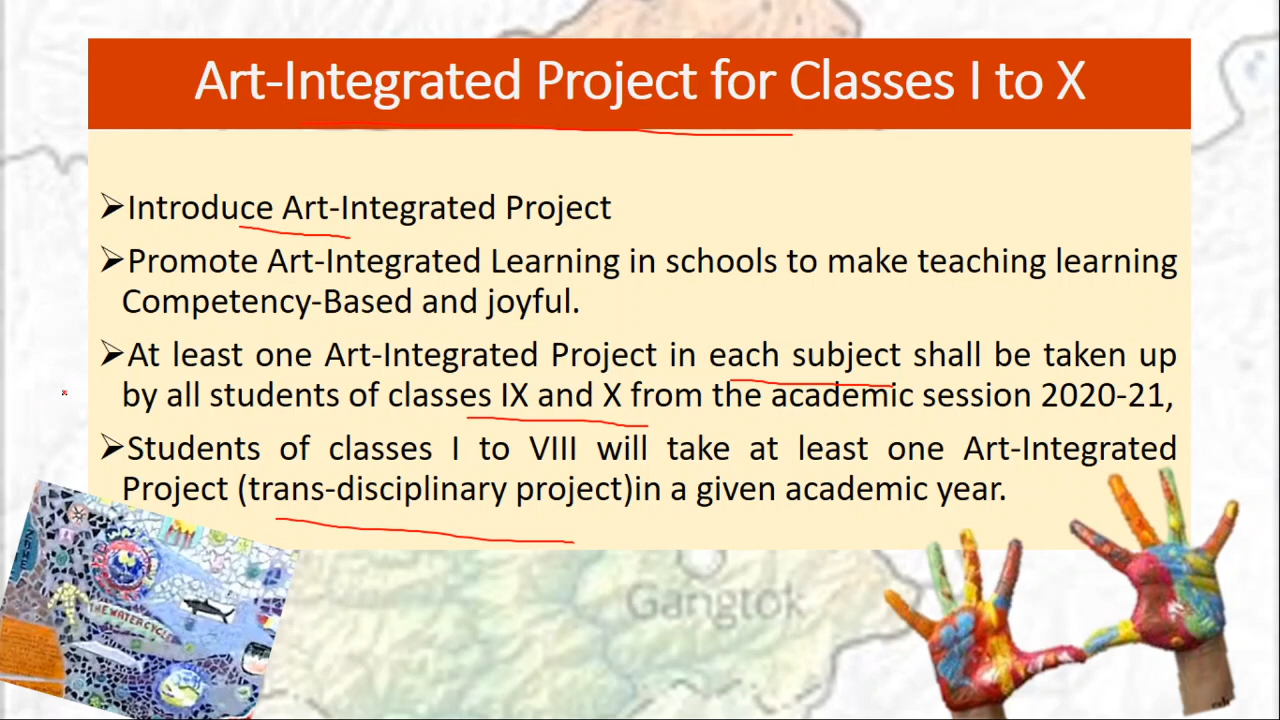 Art-Integrated Project for Classes I to X
➢Introduce Art-Integrated Project
➢Promote Art-Integrated Learning in schools to make teaching learning
Competency-Based and joyful.
➢At least one Art-Integrated Project in each subject shall be taken up
by all students of classes IX and X from the academic session 2020-21,
➢Students of classes I to VIII will take at least one Art-Integrated
Project (trans-disciplinary project)in a given academic year.
THE WATER CYCLE
Gangtok